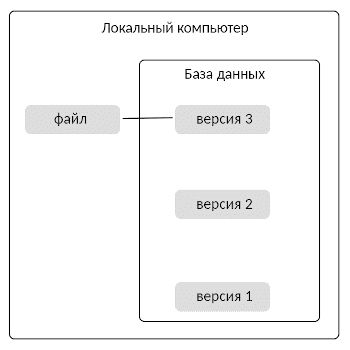 Локальный компьютер
База данных
файл
версия 3
версия 2
версия 1